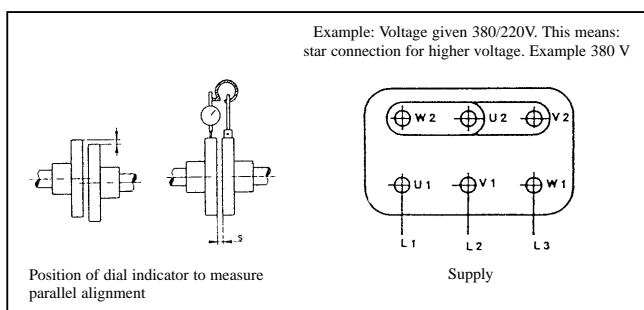 Example: Voltage given 380/220V. This means:
star connection for higher voltage. Example 380 V
W2 U2 V2
U1 V1 W1
L1 L2 L3
S
Position of dial indicator to measure
parallel alignment
Supply